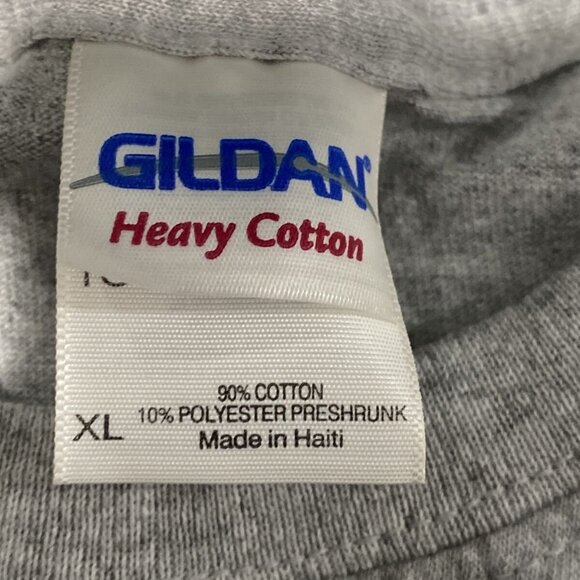 GILDAN®
Heavy Cotton
90% COTTON
10% POLYESTER PRESHRUNK
XL
Made in Haiti